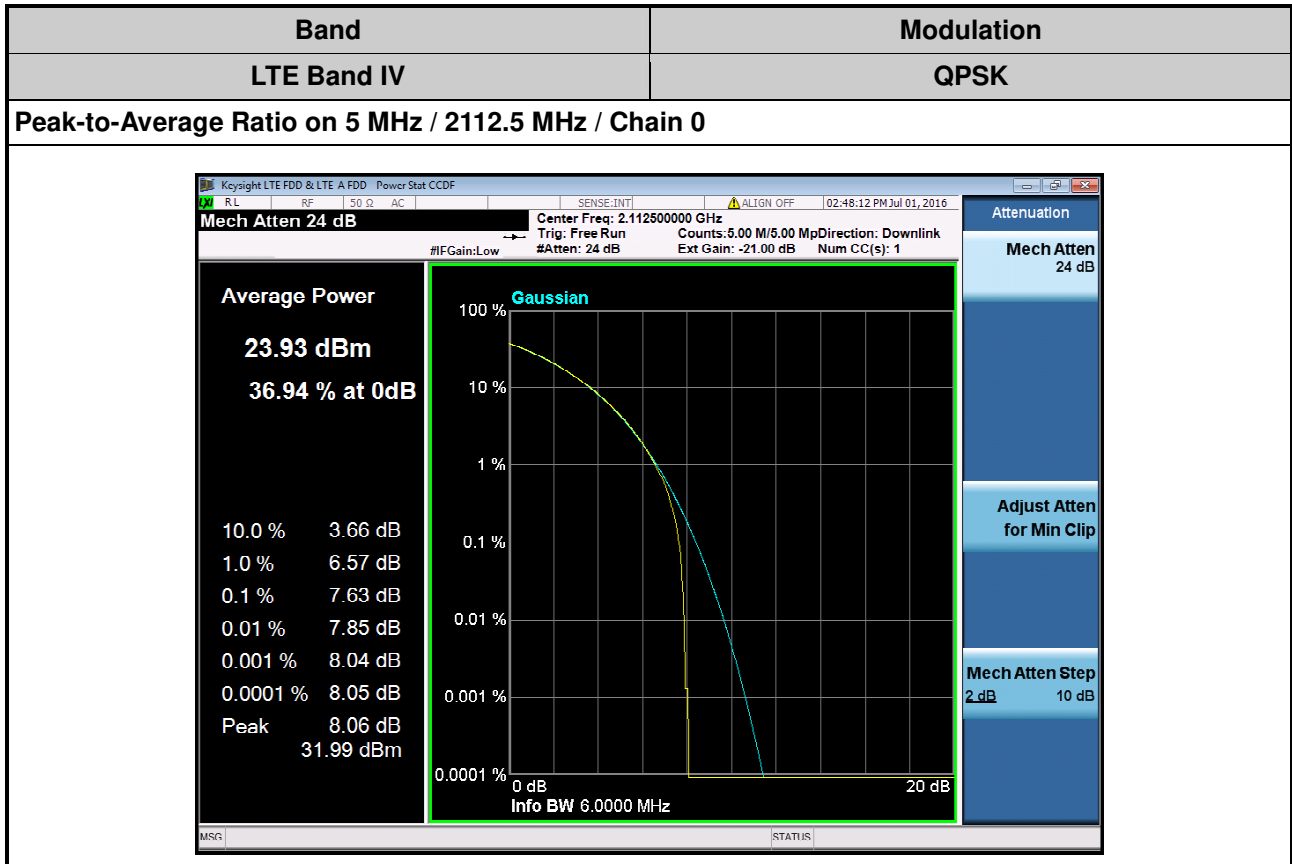 Band Modulation
LTE Band IV QPSK
Peak-to-Average Ratio on 5 MHz / 2112.5 MHz / Chain 0
Keysight LTE FDD & LTE A FDD Power Stat CCDF
LXI RL RF 50 Ω AC SENSE:INT ALIGN OFF 02:48:12 PM Jul 01, 2016
Mech Atten 24 dB
Center Freq: 2.112500000 GHz
Trig: Free Run Counts:5.00 M/5.00 MpDirection: Downlink
#IFGain:Low #Atten: 24 dB Ext Gain: -21.00 dB Num CC(s): 1
Average Power
23.93 dBm
36.94 % at 0dB
10.0 % 3.66 dB
1.0 % 6.57 dB
0.1 % 7.63 dB
0.01 % 7.85 dB
0.001 % 8.04 dB
0.0001 % 8.05 dB
Peak 8.06 dB
31.99 dBm
Gaussian
100 %
10 %
1 %
0.1 %
0.01 %
0.001 %
0.0001 %
0 dB 20 dB
Info BW 6.0000 MHz
Attenuation
Mech Atten
24 dB
Adjust Atten
for Min Clip
Mech Atten Step
2 dB 10 dB
MSG STATUS